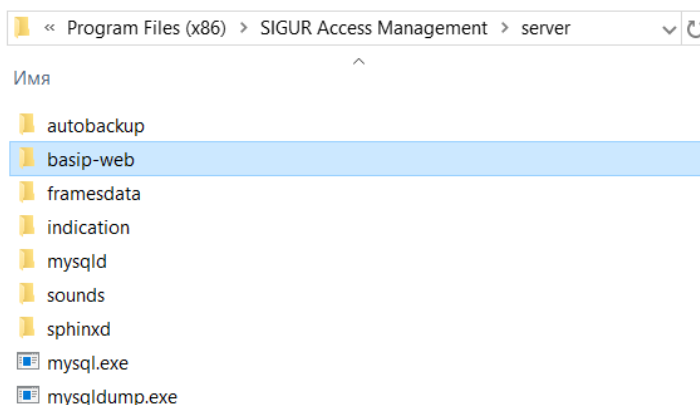 « Program Files (x86) > SIGUR Access Management > server
Имя
autobackup
basip-web
framesdata
indication
mysqld
sounds
sphinxd
mysql.exe
mysqldump.exe